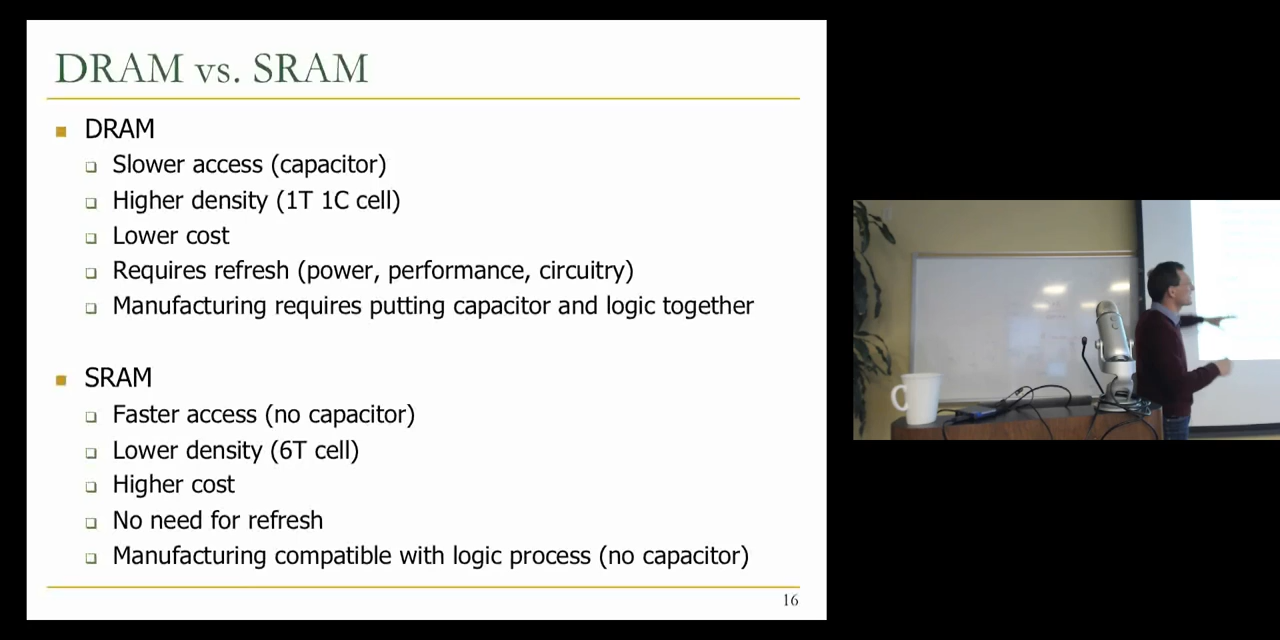 DRAM vs. SRAM
DRAM
Slower access (capacitor)
Higher density (1T 1C cell)
Lower cost
Requires refresh (power, performance, circuitry)
Manufacturing requires putting capacitor and logic together
SRAM
Faster access (no capacitor)
Lower density (6T cell)
Higher cost
No need for refresh
Manufacturing compatible with logic process (no capacitor)
16